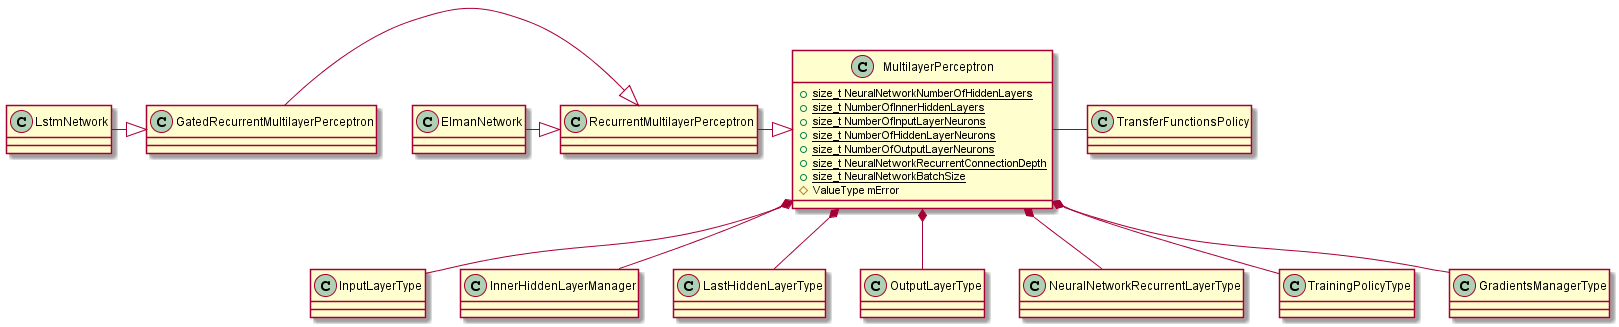 C MultilayerPerceptron
size_t NeuralNetworkNumberOfHiddenLayers
size_t NumberOfInnerHiddenLayers
size_t NumberOfInputLayerNeurons
size_t NumberOfHiddenLayerNeurons
size_t NumberOfOutputLayerNeurons
size_t NeuralNetworkRecurrentConnectionDepth
size_t NeuralNetworkBatchSize
ValueType mError
C LstmNetwork
C GatedRecurrentMultilayerPerceptron
C ElmanNetwork
C RecurrentMultilayerPerceptron
C TransferFunctionsPolicy
C InputLayerType
C InnerHiddenLayerManager
C LastHiddenLayerType
C OutputLayerType
C NeuralNetworkRecurrentLayerType
C TrainingPolicyType
C GradientsManagerType